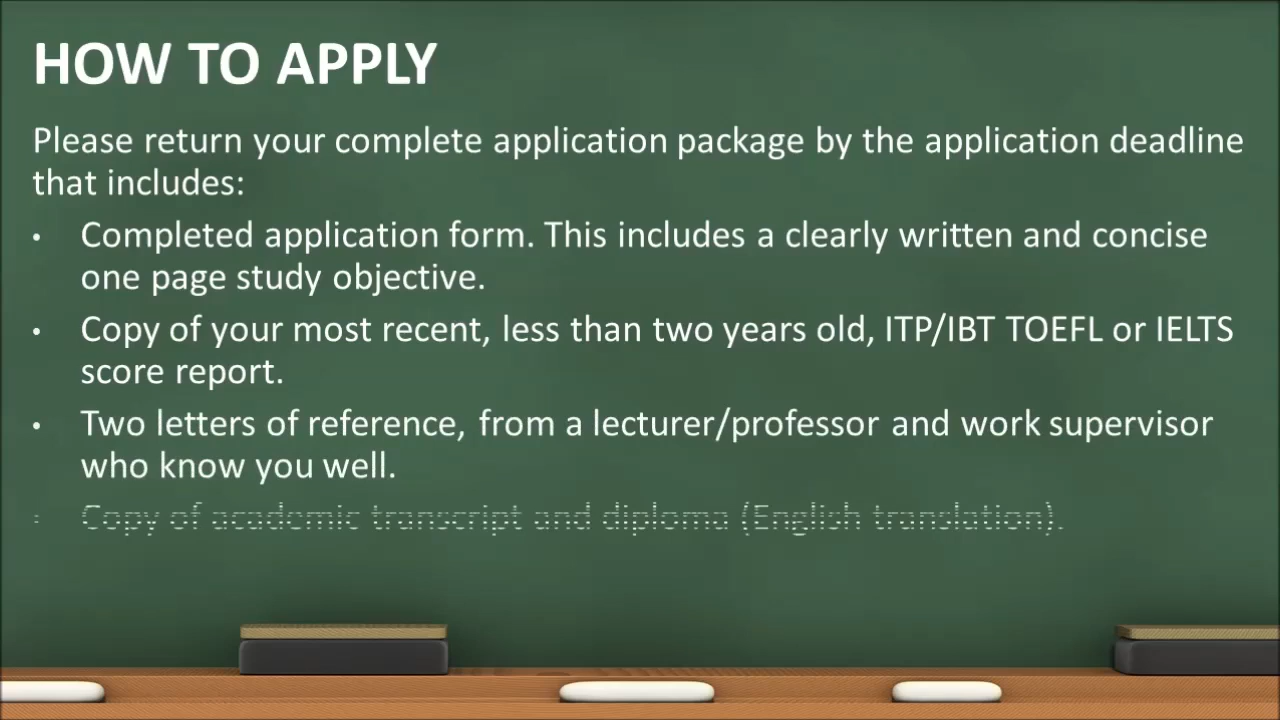 HOW TO APPLY
Please return your complete application package by the application deadline
that includes:
• Completed application form. This includes a clearly written and concise
one page study objective.
• Copy of your most recent, less than two years old, ITP/IBT TOEFL or IELTS
score report.
• Two letters of reference, from a lecturer/professor and work supervisor
who know you well.
• Copy of academic transcript and diploma (English translation).